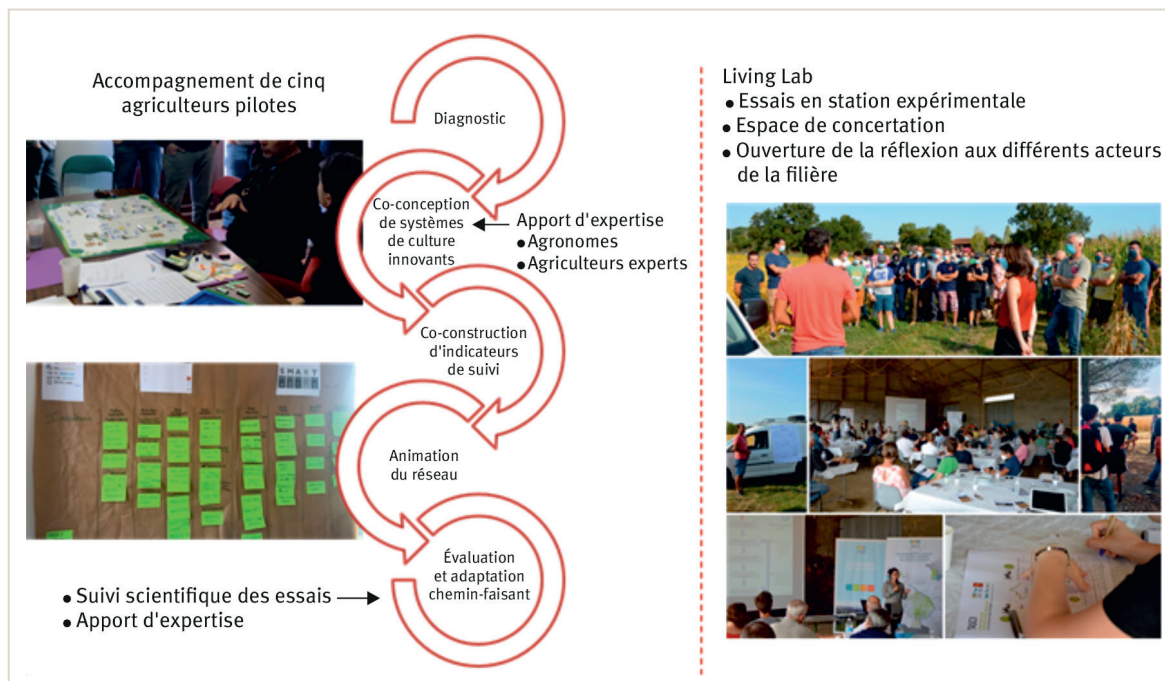 Accompagnement de cinq
agriculteurs pilotes
Diagnostic
Co-conception
de systèmes
de culture
innovants
Apport d'expertise
• Agronomes
• Agriculteurs experts
Co-construction
d'indicateurs
de suivi
SMART
Animation
du réseau
Évaluation
et adaptation
chemin-faisant
• Suivi scientifique des essais
• Apport d'expertise
Living Lab
• Essais en station expérimentale
• Espace de concertation
• Ouverture de la réflexion aux différents acteurs
de la filière